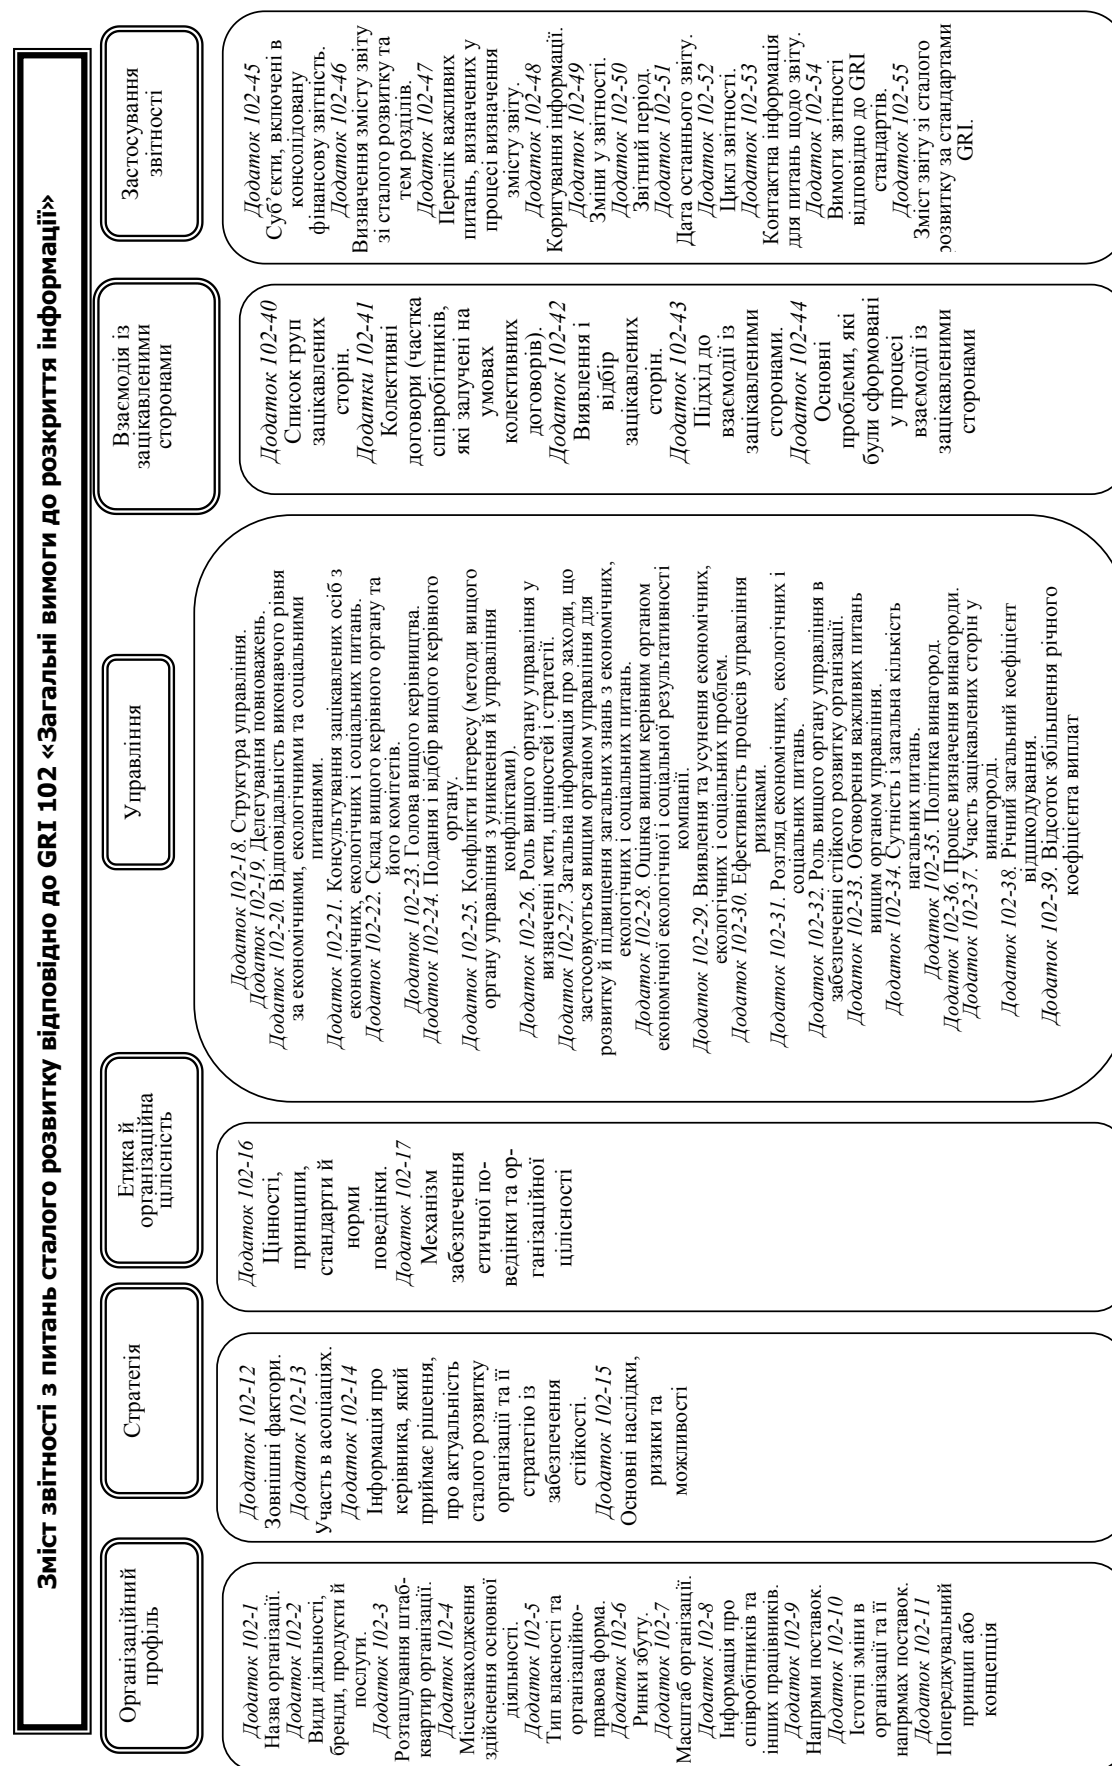 Зміст звітності з питань сталого розвитку відповідно до GRI 102 «Загальні вимоги до розкриття інформації»
Організаційний
профіль
Додаток 102-1
Назва організації.
Додаток 102-2
Види діяльності,
бренди, продукти й
послуги.
Додаток 102-3
Розташування штаб-
квартир організації.
Додаток 102-4
Місцезнаходження
здійснення основної
діяльності.
Додаток 102-5
Тип власності та
організаційно-
правова форма.
Додаток 102-6
Ринки збуту.
Додаток 102-7
Масштаб організації.
Додаток 102-8
Інформація про
співробітників та
інших працівників.
Додаток 102-9
Напрями поставок.
Додаток 102-10
Істотні зміни в
організації та її
напрямах поставок.
Додаток 102-11
Попереджувальний
принцип або
концепція
Стратегія
Додаток 102-12
Зовнішні фактори.
Додаток 102-13
Участь в асоціаціях.
Додаток 102-14
Інформація про
керівника, який
приймає рішення,
про актуальність
сталого розвитку
організації та її
стратегію із
забезпечення
стійкості.
Додаток 102-15
Основні наслідки,
ризики та
можливості
Етика й
організаційна
цілісність
Додаток 102-16
Цінності,
принципи,
стандарти й
норми
поведінки.
Додаток 102-17
Механізм
забезпечення
етичної по-
ведінки та ор-
ганізаційної
цілісності
Управління
Додаток 102-18. Структура управління.
Додаток 102-19. Делегування повноважень.
Додаток 102-20. Відповідальність виконавчого рівня
за економічними, екологічними та соціальними
питаннями.
Додаток 102-21. Консультування зацікавлених осіб з
економічних, екологічних і соціальних питань.
Додаток 102-22. Склад вищого керівного органу та
його комітетів.
Додаток 102-23. Голова вищого керівництва.
Додаток 102-24. Подання і відбір вищого керівного
органу.
Додаток 102-25. Конфлікти інтересу (методи вищого
органу управління з уникнення й управління
конфліктами).
Додаток 102-26. Роль вищого органу управління у
визначенні мети, цінностей і стратегії.
Додаток 102-27. Загальна інформація про заходи, що
застосовуються вищим органом управління для
розвитку й підвищення загальних знань з економічних,
екологічних і соціальних питань.
Додаток 102-28. Оцінка вищим керівним органом
економічної екологічної і соціальної результативності
компанії.
Додаток 102-29. Виявлення та усунення економічних,
екологічних і соціальних проблем.
Додаток 102-30. Ефективність процесів управління
ризиками.
Додаток 102-31. Розгляд економічних, екологічних і
соціальних питань.
Додаток 102-32. Роль вищого органу управління в
забезпеченні стійкого розвитку організації.
Додаток 102-33. Обговорення важливих питань
вищим органом управління.
Додаток 102-34. Сутність і загальна кількість
нагальних питань.
Додаток 102-35. Політика винагород.
Додаток 102-36. Процес визначення винагороди.
Додаток 102-37. Участь зацікавлених сторін у
винагороді.
Додаток 102-38. Річний загальний коефіцієнт
відшкодування.
Додаток 102-39. Відсоток збільшення річного
коефіцієнта виплат
Взаємодія із
зацікавленими
сторонами
Додаток 102-40
Список груп
зацікавлених
сторін.
Додатки 102-41
Колективні
договори (частка
співробітників,
які залучені на
умовах
колективних
договорів).
Додаток 102-42
Виявлення і
відбір
зацікавлених
сторін.
Додаток 102-43
Підхід до
взаємодії із
зацікавленими
сторонами.
Додаток 102-44
Основні
проблеми, які
були сформовані
у процесі
взаємодії із
зацікавленими
сторонами
Застосування
звітності
Додаток 102-45
Суб’єкти, включені в
консолідовану
фінансову звітність.
Додаток 102-46
Визначення змісту звіту
зі сталого розвитку та
тем розділів.
Додаток 102-47
Перелік важливих
питань, визначених у
процесі визначення
змісту звіту.
Додаток 102-48
Коригування інформації.
Додаток 102-49
Зміни у звітності.
Додаток 102-50
Звітний період.
Додаток 102-51
Дата останнього звіту.
Додаток 102-52
Цикл звітності.
Додаток 102-53
Контактна інформація
для питань щодо звіту.
Додаток 102-54
Вимоги звітності
відповідно до GRI
стандартів.
Додаток 102-55
Зміст звіту зі сталого
розвитку за стандартами
GRI.